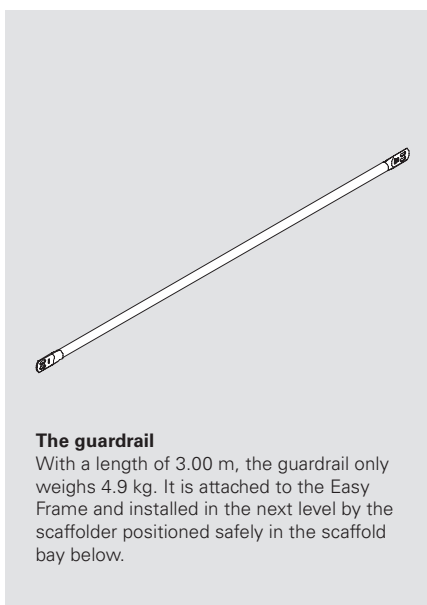 The guardrail
With a length of 3.00 m, the guardrail only
weighs 4.9 kg. It is attached to the Easy
Frame and installed in the next level by the
scaffolder positioned safely in the scaffold
bay below.